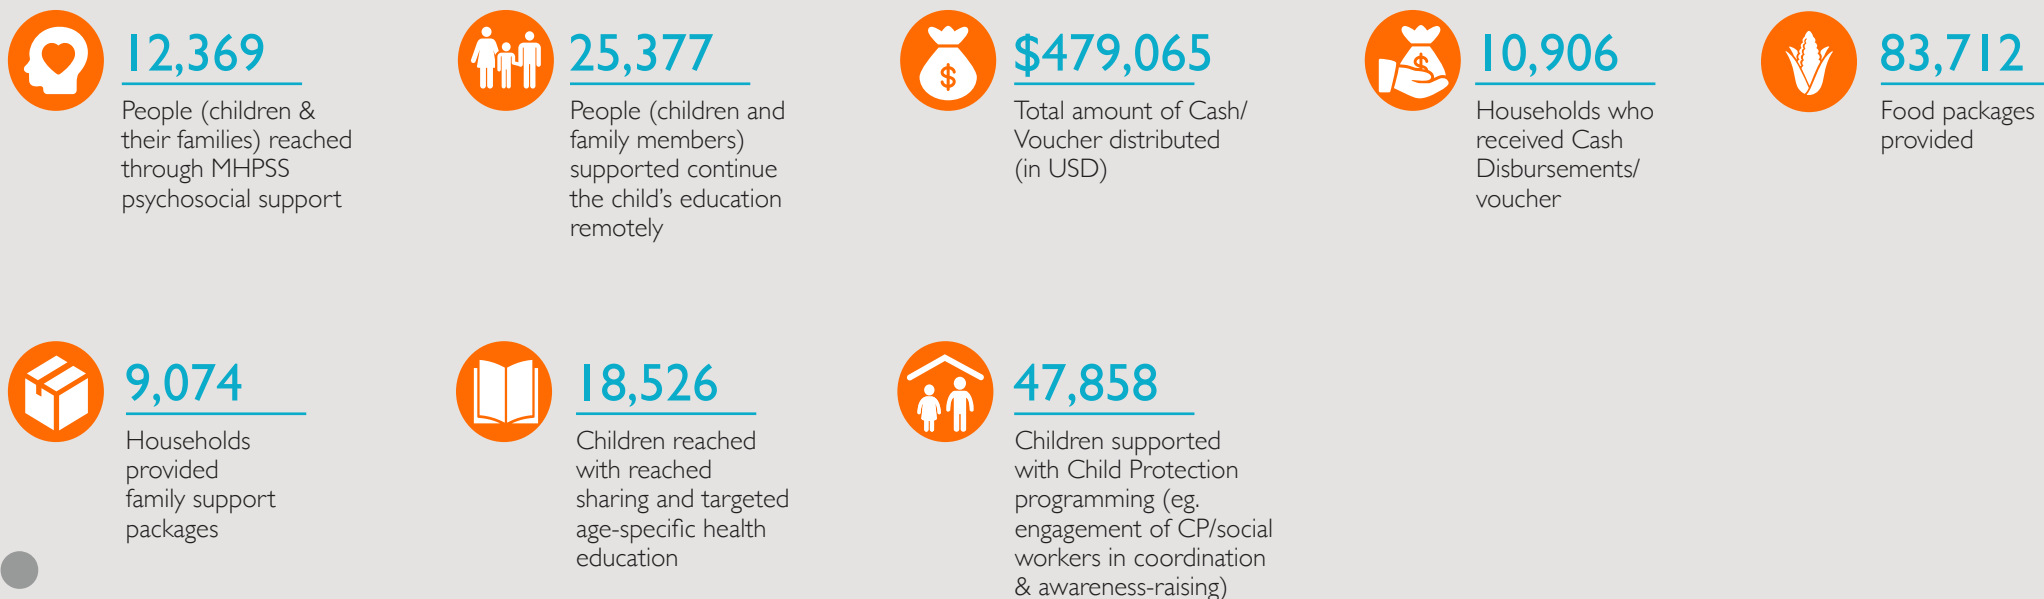 12,369
People (children &
their families) reached
through MHPSS
psychosocial support
25,377
People (children and
family members)
supported continue
the child’s education
remotely
$479,065
Total amount of Cash/
Voucher distributed
(in USD)
10,906
Households who
received Cash
Disbursements/
voucher
83,712
Food packages
provided
9,074
Households
provided
family support
packages
18,526
Children reached
with reached
sharing and targeted
age-specific health
education
47,858
Children supported
with Child Protection
programming (eg.
engagement of CP/social
workers in coordination
& awareness-raising)